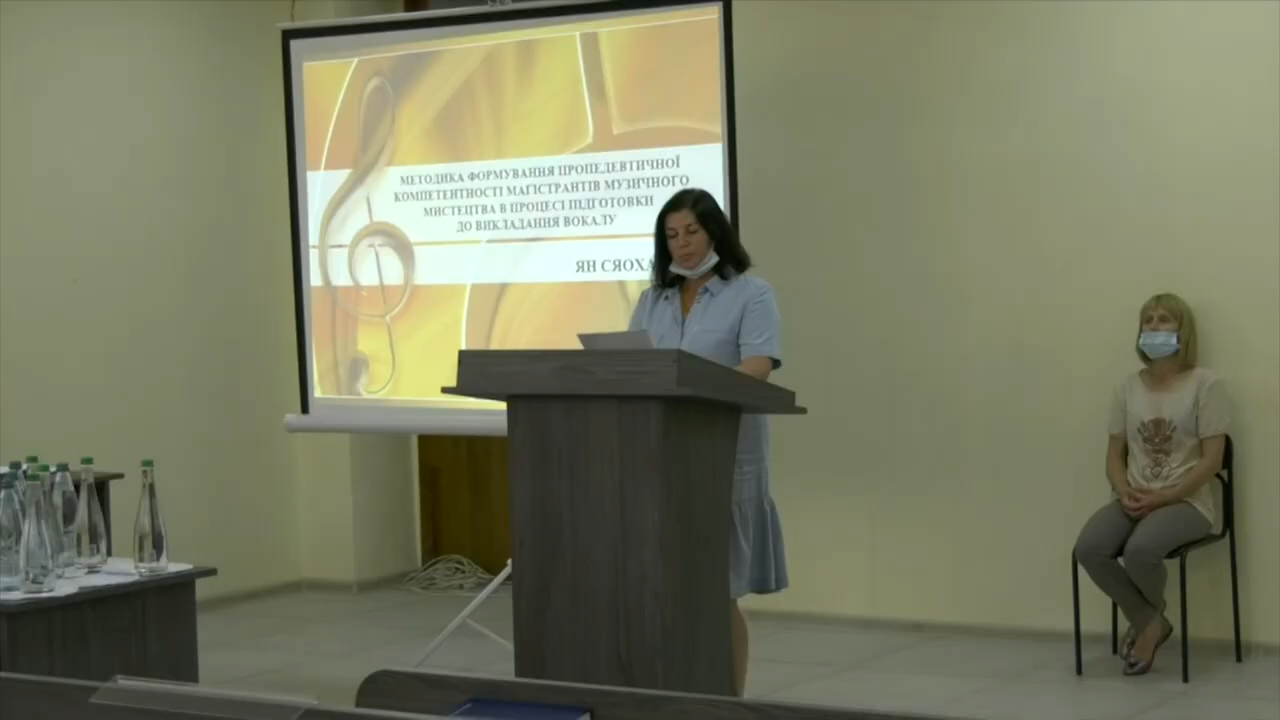 МЕТОДИКА ФОРМУВАННЯ ПРОПЕДЕВТИЧНОЇ
КОМПЕТЕНТНОСТІ МАГІСТРАНТІВ МУЗИЧНОГО
МИСТЕЦТВА В ПРОЦЕСІ ПІДГОТОВКИ
ДО ВИКЛАДАННЯ ВОКАЛУ
ЯН СЯОХА